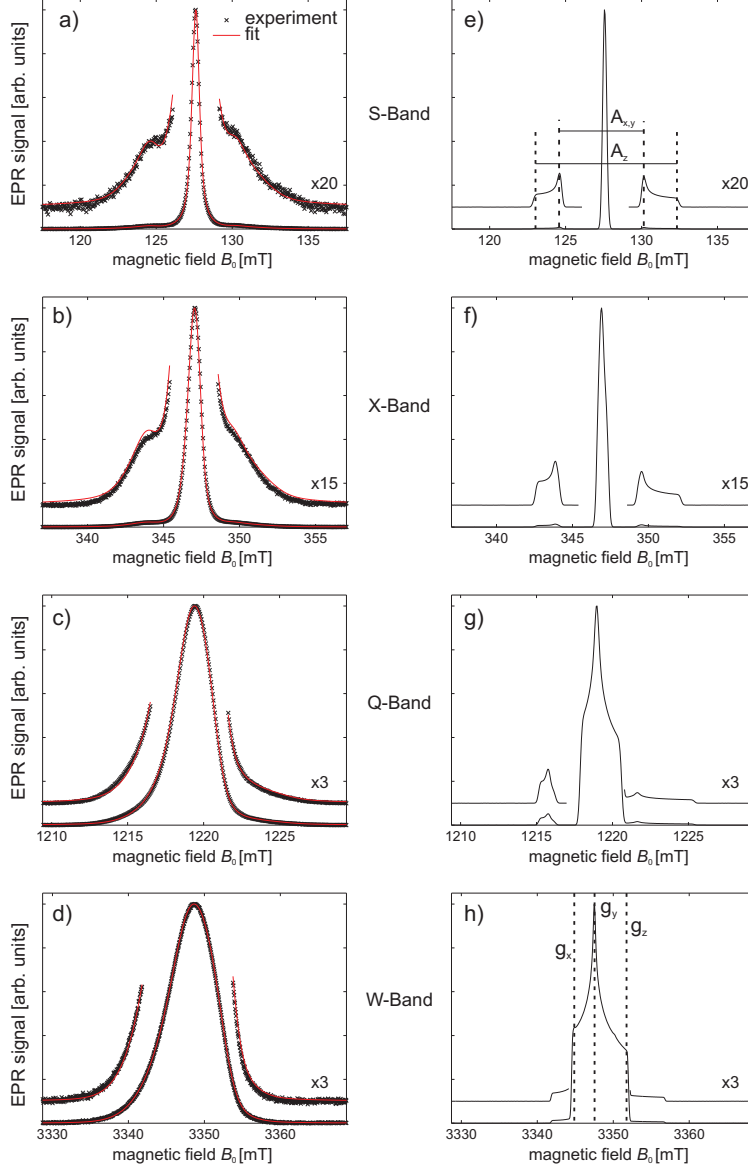 a)
× experiment
— fit
x20
EPR signal [arb. units]
120 125 130 135
magnetic field B0 [mT]
e)
S-Band
Ax,y
Az
x20
120 125 130 135
magnetic field B0 [mT]
b)
x15
EPR signal [arb. units]
340 345 350 355
magnetic field B0 [mT]
f)
X-Band
x15
340 345 350 355
magnetic field B0 [mT]
c)
x3
EPR signal [arb. units]
1210 1215 1220 1225
magnetic field B0 [mT]
g)
Q-Band
x3
1210 1215 1220 1225
magnetic field B0 [mT]
d)
x3
EPR signal [arb. units]
3330 3340 3350 3360
magnetic field B0 [mT]
h)
W-Band
gx
gy
gz
x3
3330 3340 3350 3360
magnetic field B0 [mT]